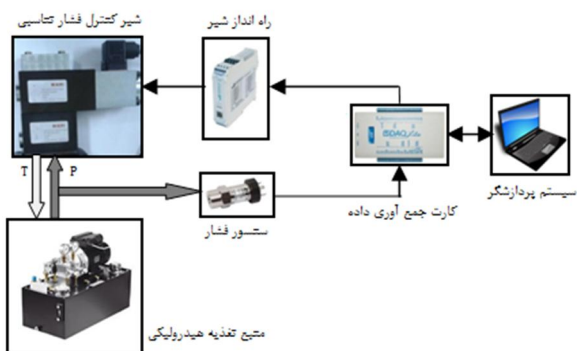 شیر کنترل فشار تناسبی
راه انداز شیر
T
P
سیستم پردازشگر
کارت جمع آوری داده
سنسور فشار
منبع تغذیه هیدرولیکی